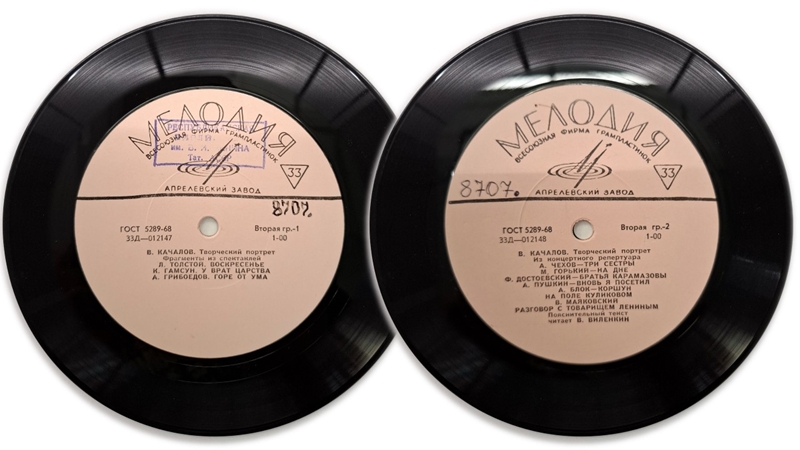 МЕЛОДИЯ
ВСЕСОЮЗНАЯ ФИРМА ГРАМПЛАСТИНОК
33
АПРЕЛЕВСКИЙ ЗАВОД
8707.
ГОСТ 5289-68
Вторая гр.-1
33Д—012147
1-00
В. КАЧАЛОВ. Творческий портрет
Фрагменты из спектаклей
Л. ТОЛСТОЙ. ВОСКРЕСЕНЬЕ
К. ГАМСУН. У ВРАТ ЦАРСТВА
А. ГРИБОЕДОВ. ГОРЕ ОТ УМА
МЕЛОДИЯ
ВСЕСОЮЗНАЯ ФИРМА ГРАМПЛАСТИНОК
33
АПРЕЛЕВСКИЙ ЗАВОД
8707.
ГОСТ 5289-68
Вторая гр.-2
33Д—012148
1-00
В. КАЧАЛОВ. Творческий портрет
Из концертного репертуара
А. ЧЕХОВ—ТРИ СЕСТРЫ
М. ГОРЬКИЙ—НА ДНЕ
Ф. ДОСТОЕВСКИЙ—БРАТЬЯ КАРАМАЗОВЫ
А. ПУШКИН—ВНОВЬ Я ПОСЕТИЛ
А. БЛОК—КОРШУН
НА ПОЛЕ КУЛИКОВОМ
В. МАЯКОВСКИЙ
РАЗГОВОР С ТОВАРИЩЕМ ЛЕНИНЫМ
Пояснительный текст
читает В. ВИЛЕНКИН